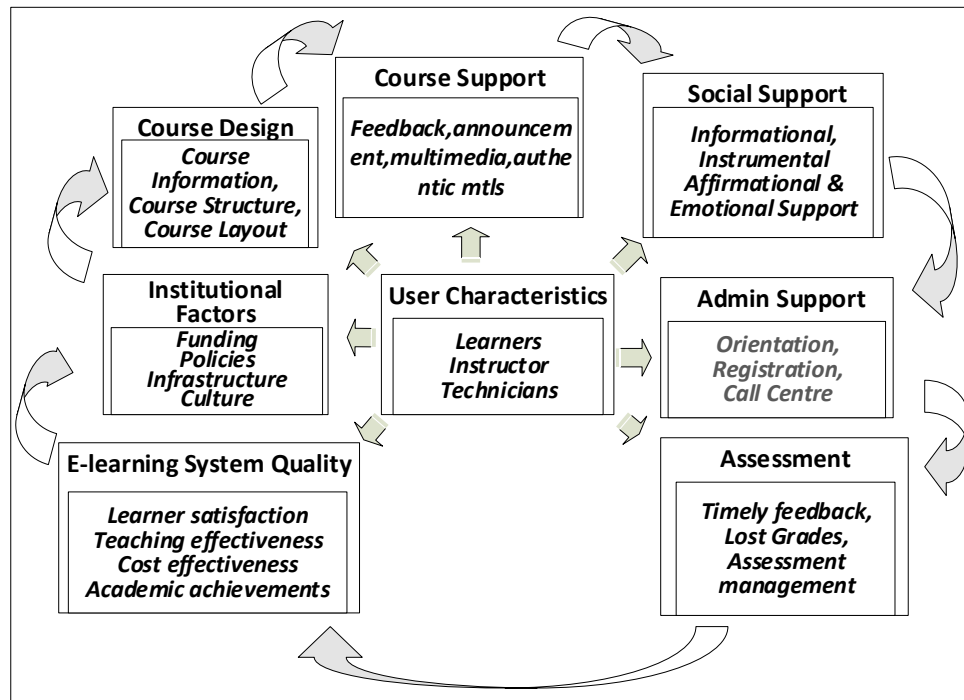 Course Support
Feedback,announcem
ent,multimedia,authe
ntic mtls
Social Support
Informational,
Instrumental
Affirmational &
Emotional Support
Course Design
Course
Information,
Course Structure,
Course Layout
Institutional
Factors
Funding
Policies
Infrastructure
Culture
User Characteristics
Learners
Instructor
Technicians
Admin Support
Orientation,
Registration,
Call Centre
E-learning System Quality
Learner satisfaction
Teaching effectiveness
Cost effectiveness
Academic achievements
Assessment
Timely feedback,
Lost Grades,
Assessment
management